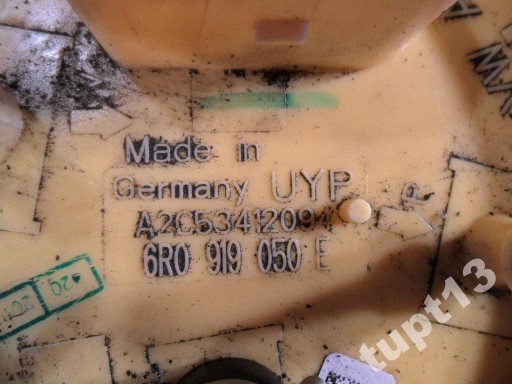 Made in
Germany UYP
A2C53412094
6R0 919 050 E
tupt13